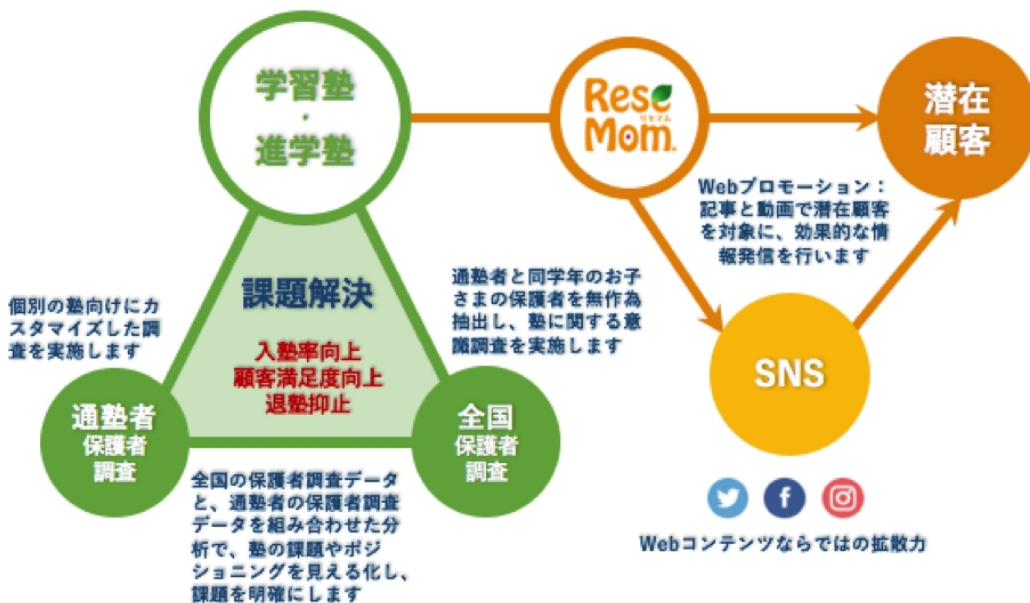 学習塾
・
進学塾
Rese
リセマム
Mom.
潜在
顧客
Webプロモーション：
記事と動画で潜在顧客
を対象に、効果的な情
報発信を行います
課題解決
入塾率向上
顧客満足度向上
退塾抑止
個別の塾向けにカ
スタマイズした調
査を実施します
通塾者と同学年のお子
さまの保護者を無作為
抽出し、塾に関する意
識調査を実施します
通塾者
保護者
調査
全国
保護者
調査
全国の保護者調査データ
と、通塾者の保護者調査
データを組み合わせた分
析で、塾の課題やポジ
ショニングを見える化し、
課題を明確にします
SNS
Webコンテンツならではの拡散力